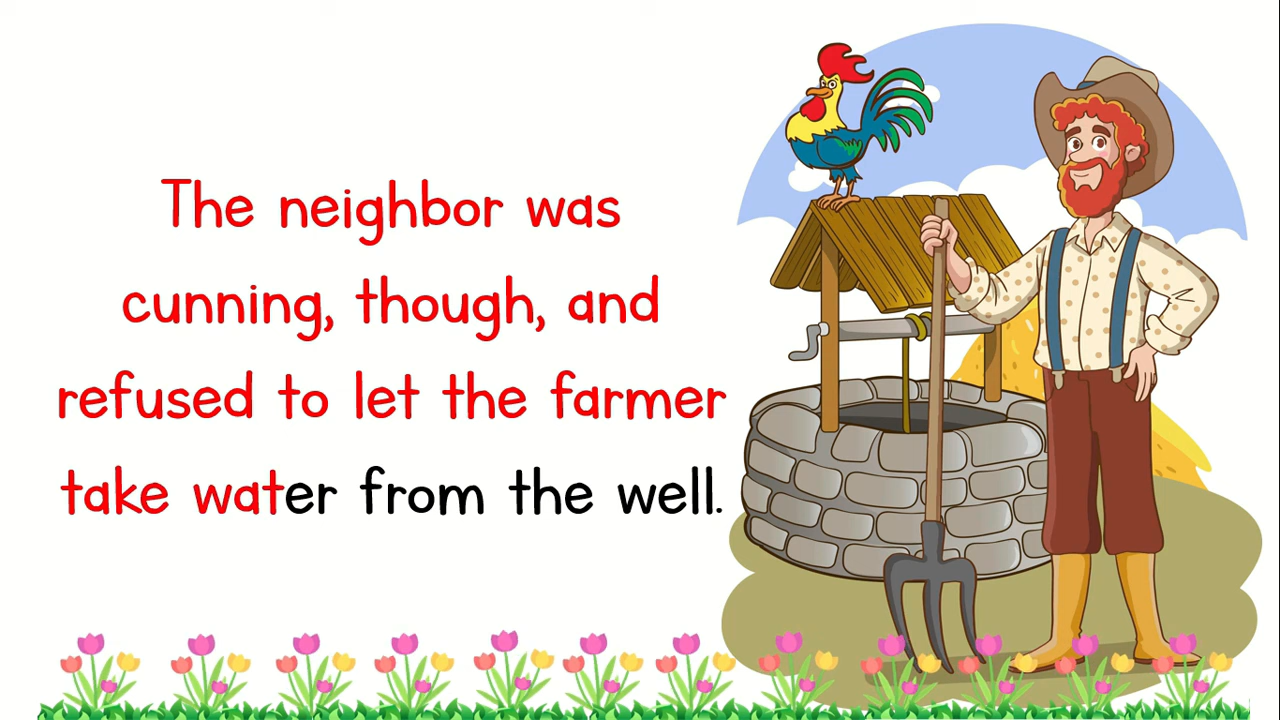 The neighbor was
cunning, though, and
refused to let the farmer
take water from the well.